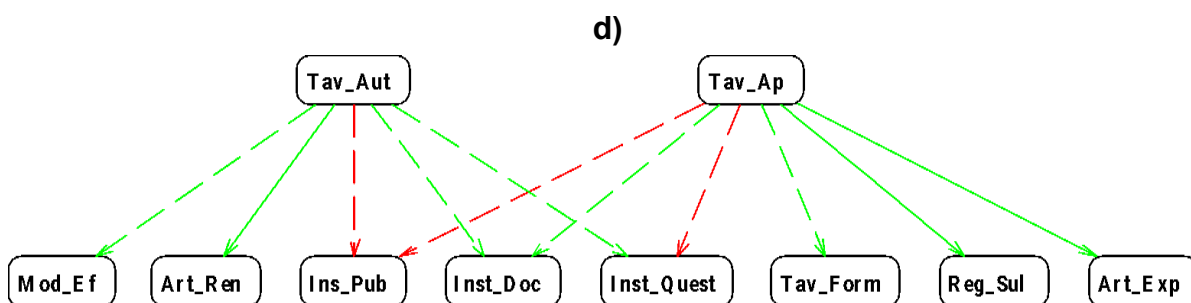 d)
Tav_Aut Tav_Ap
Mod_Ef Art_Ren Ins_Pub Inst_Doc Inst_Quest Tav_Form Reg_Sul Art_Exp